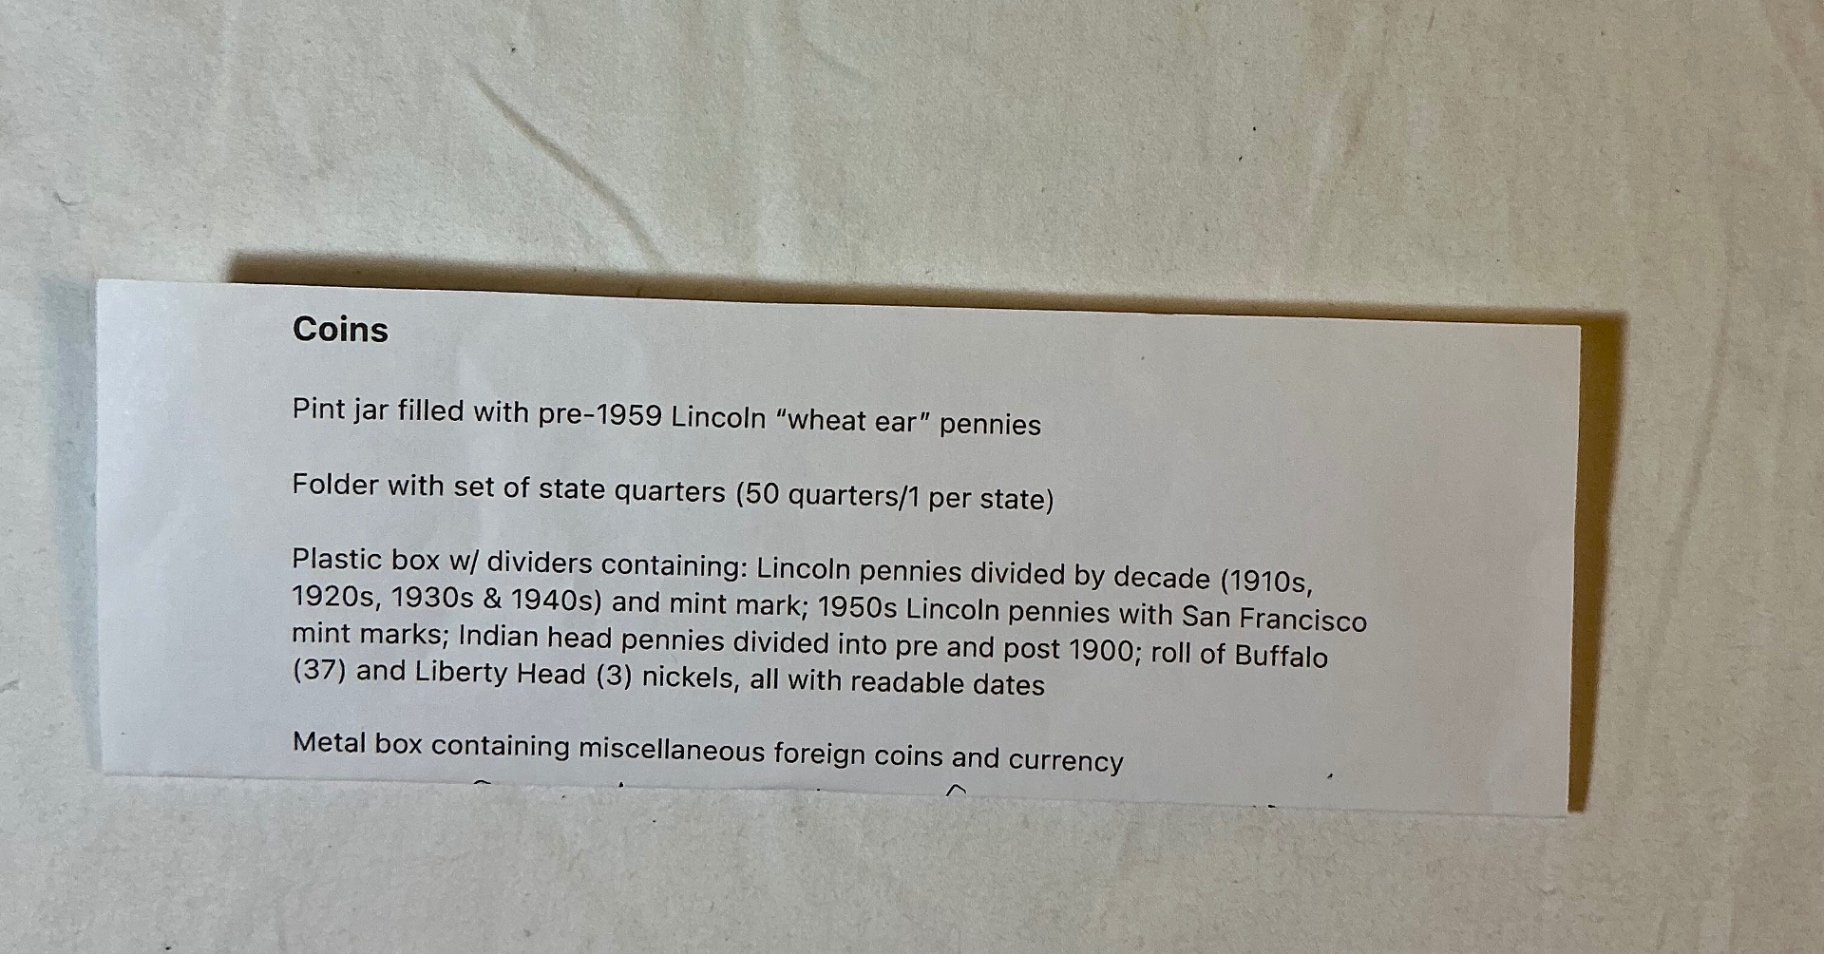 Coins
Pint jar filled with pre-1959 Lincoln “wheat ear” pennies
Folder with set of state quarters (50 quarters/1 per state)
Plastic box w/ dividers containing: Lincoln pennies divided by decade (1910s,
1920s, 1930s & 1940s) and mint mark; 1950s Lincoln pennies with San Francisco
mint marks; Indian head pennies divided into pre and post 1900; roll of Buffalo
(37) and Liberty Head (3) nickels, all with readable dates
Metal box containing miscellaneous foreign coins and currency